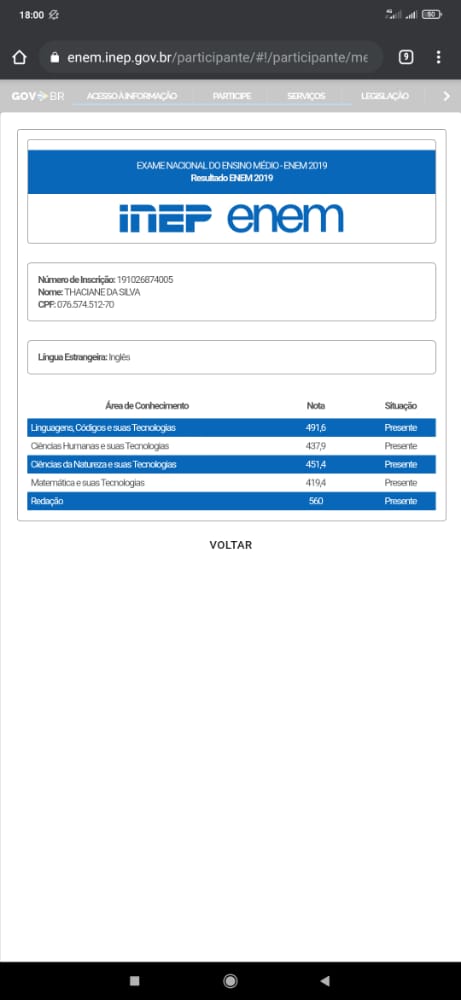 18:00
4G 60
enem.inep.gov.br/participante/#!/participante/me
9
GOV BR ACESSO À INFORMAÇÃO PARTICIPE SERVIÇOS LEGISLAÇÃO
EXAME NACIONAL DO ENSINO MÉDIO - ENEM 2019
Resultado ENEM 2019
inep enem
Número de Inscrição: 191026874005
Nome: THACIANE DA SILVA
CPF: 076.574.512-70
Língua Estrangeira: Inglês
Área de Conhecimento Nota Situação
Linguagens, Códigos e suas Tecnologias 491,6 Presente
Ciências Humanas e suas Tecnologias 437,9 Presente
Ciências da Natureza e suas Tecnologias 451,4 Presente
Matemática e suas Tecnologias 419,4 Presente
Redação 560 Presente
VOLTAR